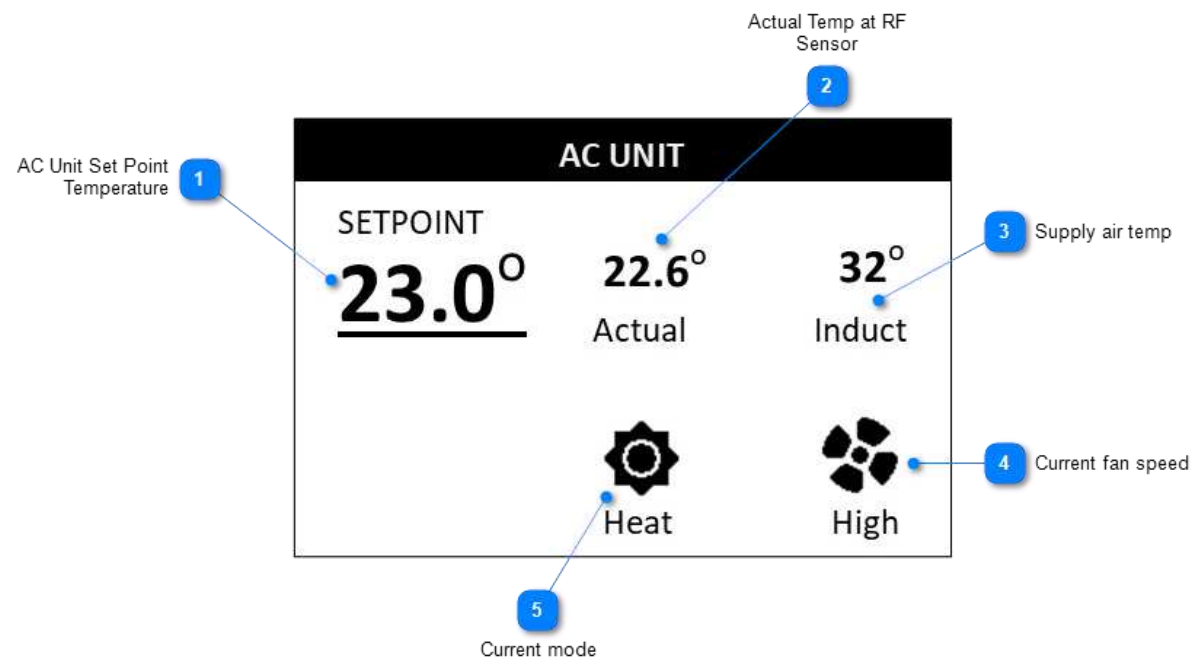 Actual Temp at RF
Sensor
2
AC UNIT
AC Unit Set Point
Temperature
1
SETPOINT
23.0°
22.6°
Actual
32°
Induct
3
Supply air temp
Heat
High
4
Current fan speed
5
Current mode